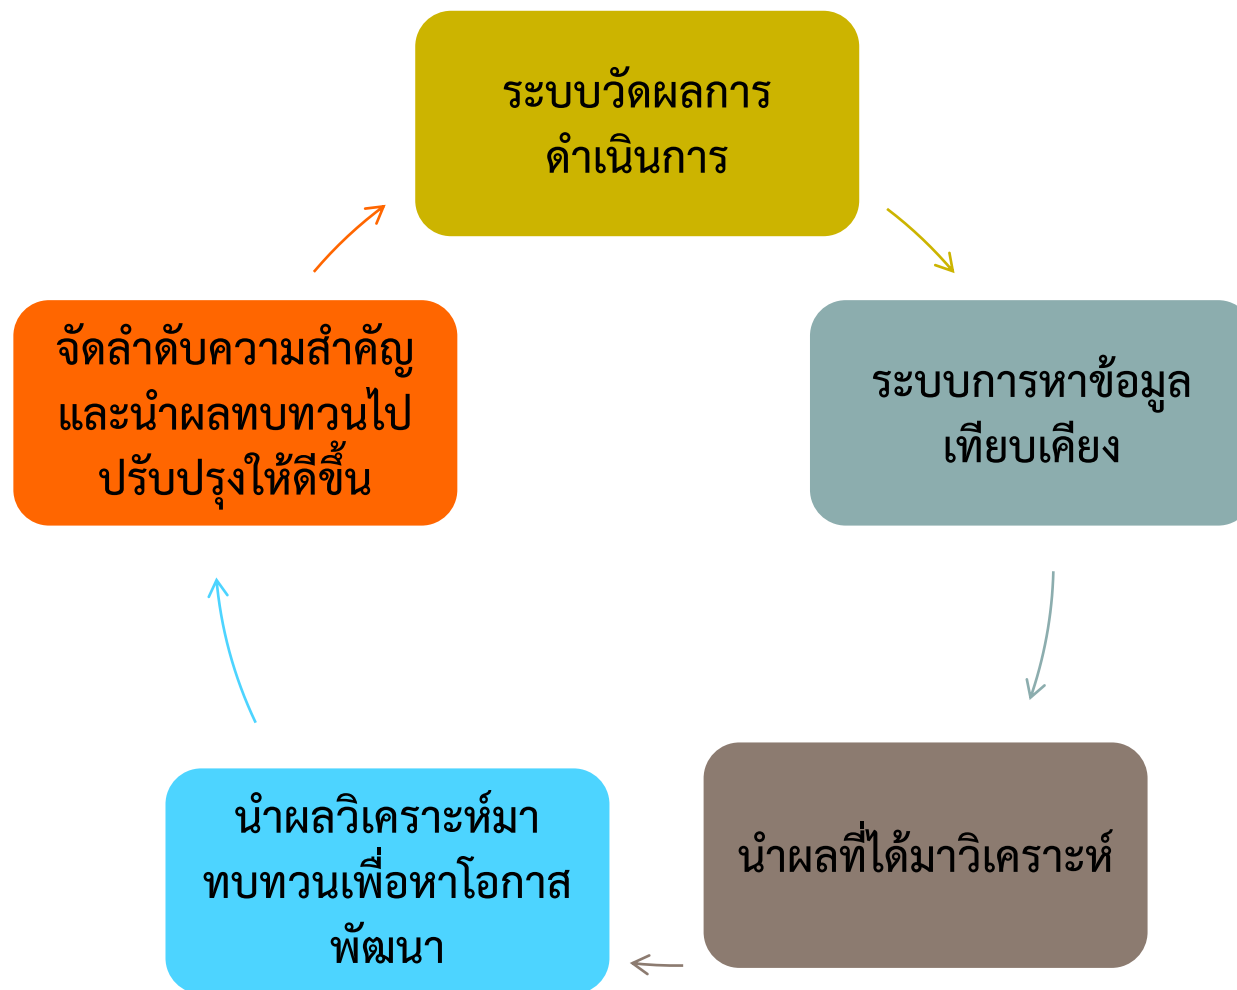 ระบบวัดผลการ
ดำเนินการ
ระบบการหาข้อมูล
เทียบเคียง
นำผลที่ได้มาวิเคราะห์
นำผลวิเคราะห์มา
ทบทวนเพื่อหาโอกาส
พัฒนา
จัดลำดับความสำคัญ
และนำผลทบทวนไป
ปรับปรุงให้ดีขึ้น